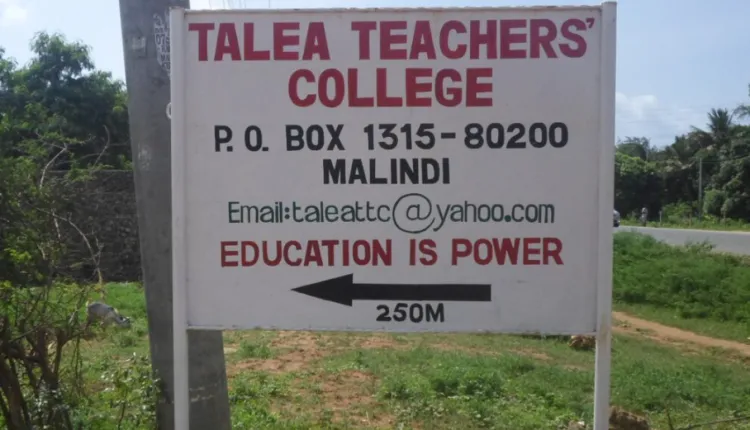 TALEA TEACHERS'
COLLEGE
P. O. BOX 1315-80200
MALINDI
Email:taleattc@yahoo.com
EDUCATION IS POWER
250M